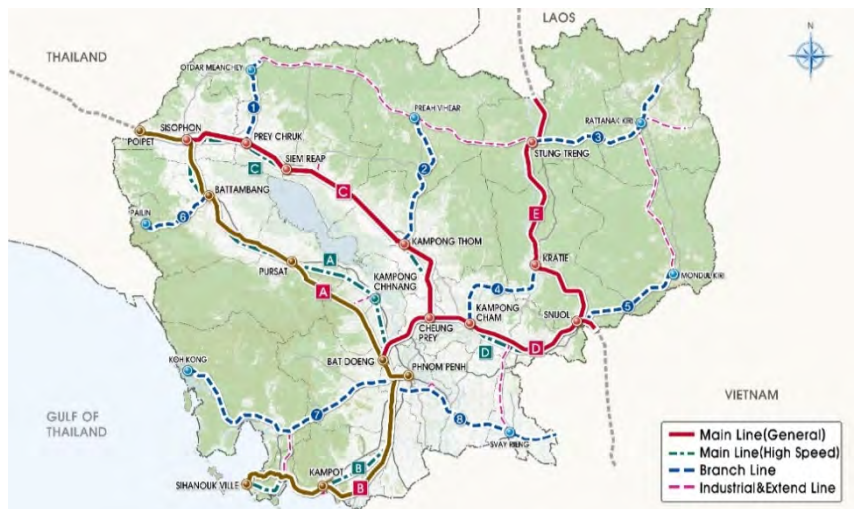 LAOS
THAILAND
N
OTDAR MEANCHEY
PREAH VIHEAR
RATTANAK KIRI
1
SISOPHON
POIPET
PREY CHRUK
STUNG TRENG
3
SIEM REAP
C
2
C
BATTAMBANG
E
PAILIN
6
KAMPONG THOM
A
PURSAT
KRATIE
A
KAMPONG
CHHNANG
4
MONDUL KIRI
KAMPONG
CHAM
5
SNUOL
CHEUNG
PREY
D
D
BAT DOENG
KOH KONG
PHNOM PENH
VIETNAM
GULF OF
THAILAND
7
8
SVAY RIENG
Main Line(General)
Main Line(High Speed)
Branch Line
Industrial&Extend Line
B
KAMPOT
SIHANOUK VILLE
B